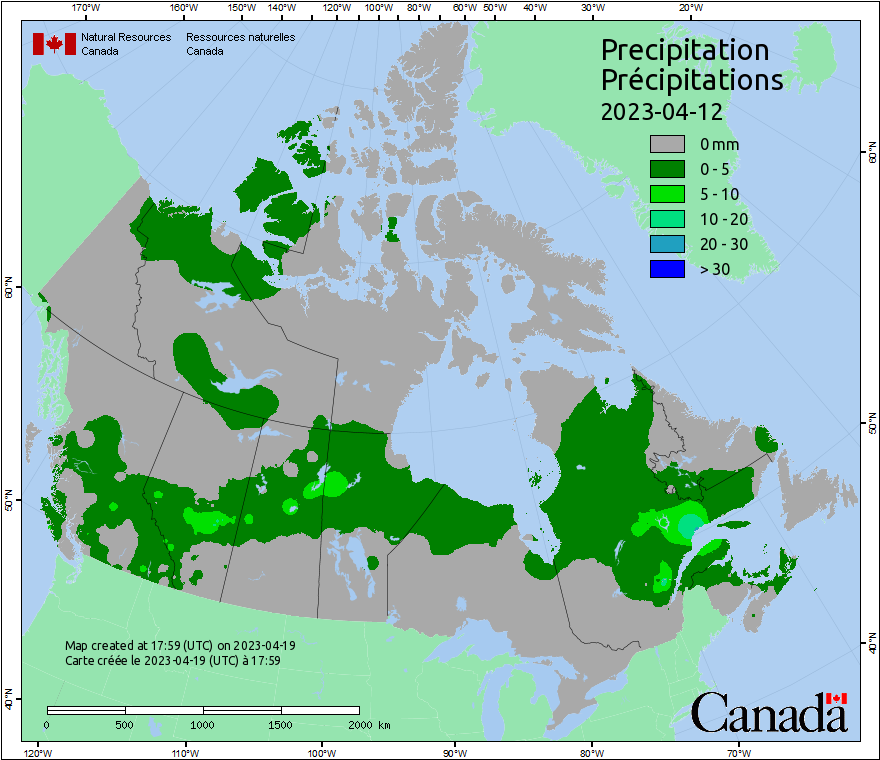 170°W 160°W 150°W 140°W 120°W 100°W 80°W 60°W 50°W 40°W 30°W 20°W
Natural Resources Ressources naturelles
Canada Canada
Precipitation
Précipitations
2023-04-12
0 mm
0 - 5
5 - 10
10 - 20
20 - 30
> 30
60°N 60°N
50°N 50°N
40°N 40°N
Map created at 17:59 (UTC) on 2023-04-19
Carte créée le 2023-04-19 (UTC) à 17:59
0 500 1000 1500 2000 km
Canada
120°W 110°W 100°W 90°W 80°W 70°W